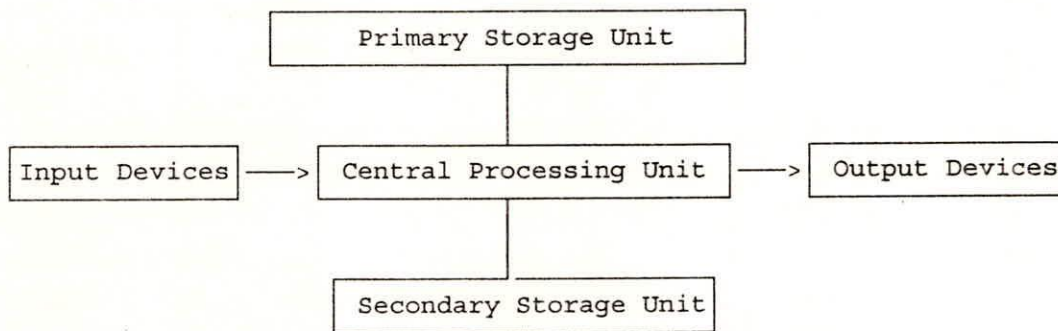 Primary Storage Unit
Input Devices ——> Central Processing Unit ——> Output Devices
Secondary Storage Unit